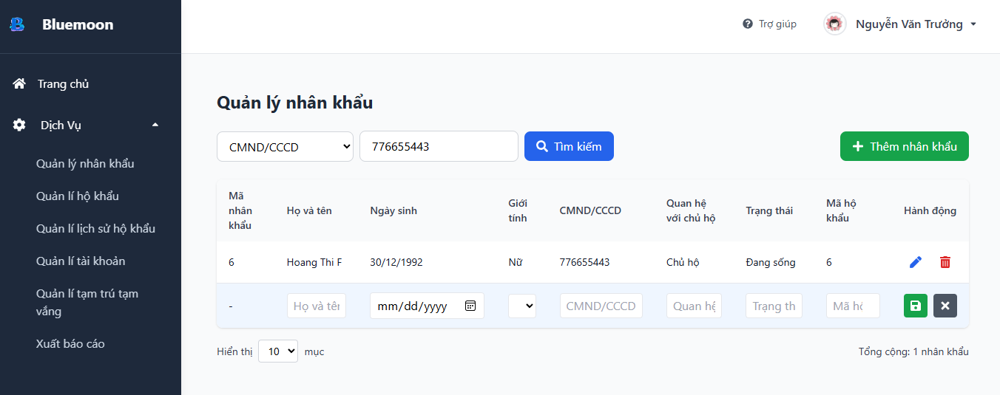 Bluemoon
Trợ giúp
Nguyễn Văn Trưởng
Trang chủ
Dịch Vụ
Quản lý nhân khẩu
Quản lí hộ khẩu
Quản lí lịch sử hộ khẩu
Quản lí tài khoản
Quản lí tạm trú tạm
vắng
Xuất báo cáo
Quản lý nhân khẩu
CMND/CCCD 776655443 Tìm kiếm Thêm nhân khẩu
Mã nhân khẩu Họ và tên Ngày sinh Giới tính CMND/CCCD Quan hệ với chủ hộ Trạng thái Mã hộ khẩu Hành động
6 Hoang Thi F 30/12/1992 Nữ 776655443 Chủ hộ Đang sống 6
- Họ và tên mm/dd/yyyy CMND/CCCD Quan hệ Trạng th Mã hộ
Hiển thị 10 mục Tổng cộng: 1 nhân khẩu